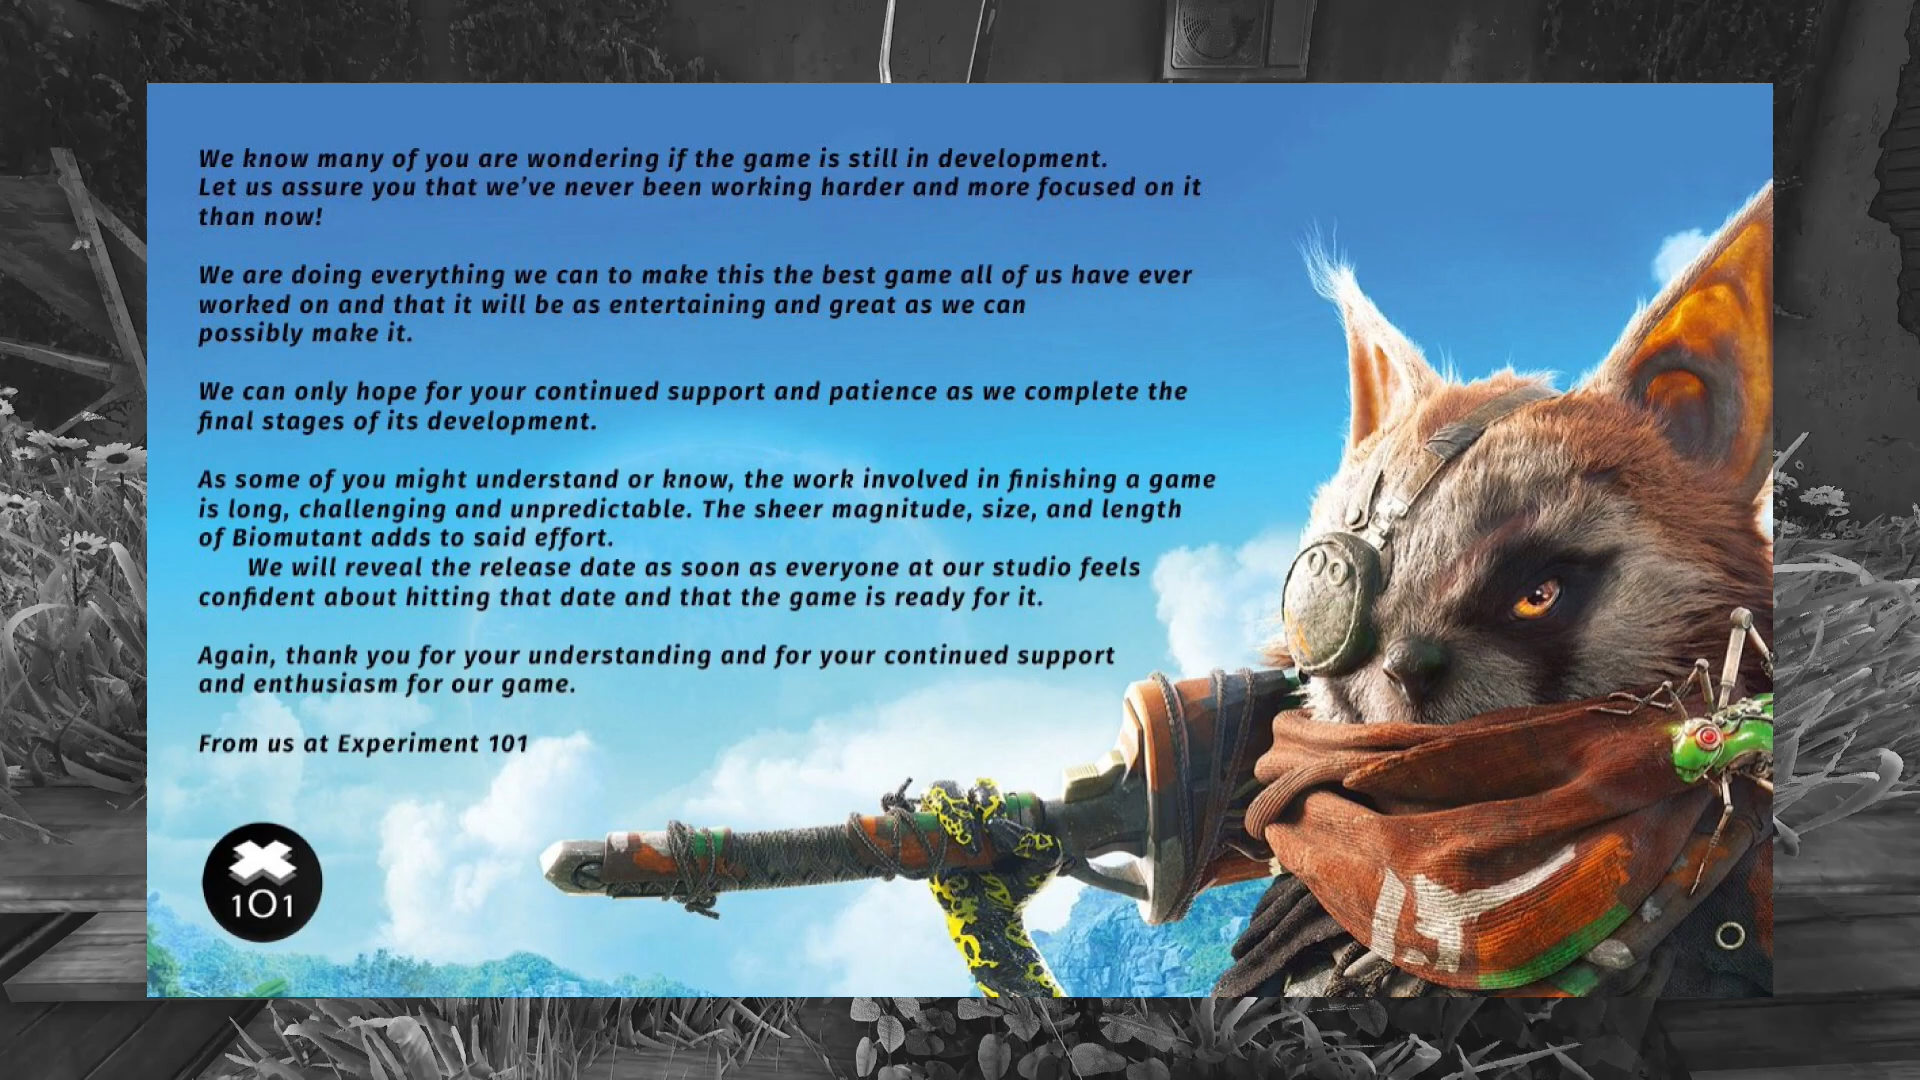 We know many of you are wondering if the game is still in development.
Let us assure you that we’ve never been working harder and more focused on it
than now!
We are doing everything we can to make this the best game all of us have ever
worked on and that it will be as entertaining and great as we can
possibly make it.
We can only hope for your continued support and patience as we complete the
final stages of its development.
As some of you might understand or know, the work involved in finishing a game
is long, challenging and unpredictable. The sheer magnitude, size, and length
of Biomutant adds to said effort.
We will reveal the release date as soon as everyone at our studio feels
confident about hitting that date and that the game is ready for it.
Again, thank you for your understanding and for your continued support
and enthusiasm for our game.
From us at Experiment 101
101